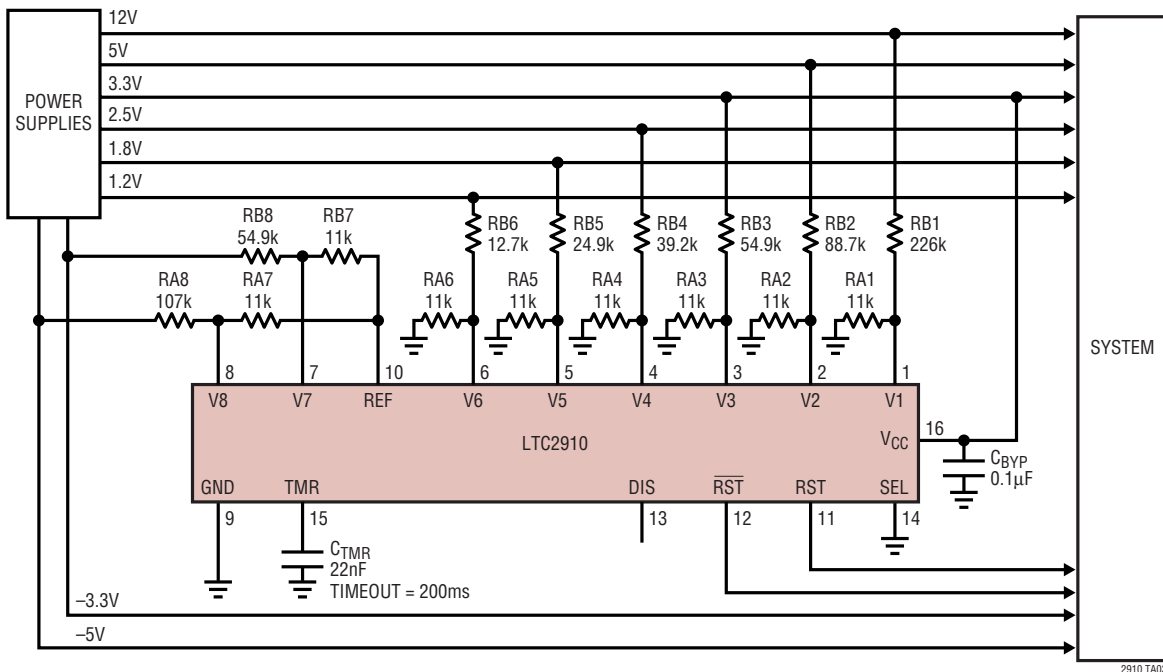 12V
5V
3.3V
2.5V
1.8V
1.2V
POWER
SUPPLIES
SYSTEM
RB8
54.9k
RB7
11k
RB6
12.7k
RB5
24.9k
RB4
39.2k
RB3
54.9k
RB2
88.7k
RB1
226k
RA8
107k
RA7
11k
RA6
11k
RA5
11k
RA4
11k
RA3
11k
RA2
11k
RA1
11k
8 7 10 6 5 4 3 2 1
V8 V7 REF V6 V5 V4 V3 V2 V1
LTC2910
VCC
16
CBYP
0.1µF
GND TMR DIS R̅S̅T̅ RST SEL
9 15 13 12 11 14
CTMR
22nF
TIMEOUT = 200ms
–3.3V
–5V